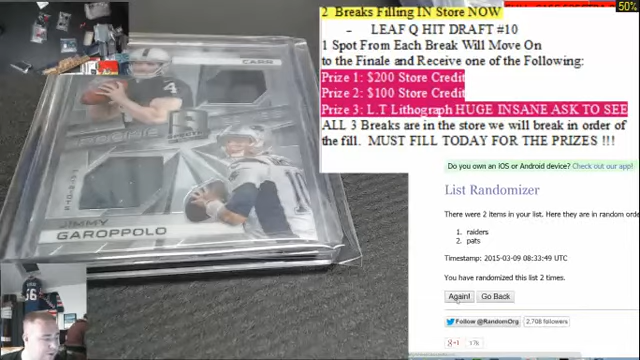 50%
2 Breaks Filling IN Store NOW
- LEAF Q HIT DRAFT #10
1 Spot From Each Break Will Move On
to the Finale and Receive one of the Following:
Prize 1: $200 Store Credit
Prize 2: $100 Store Credit
Prize 3: L.T Lithograph HUGE INSANE ASK TO SEE
ALL 3 Breaks are in the store we will break in order of
the fill. MUST FILL TODAY FOR THE PRIZES !!!
CARR
4
JIMMY
GAROPPOLO
Do you own an iOS or Android device? Check out our app!
List Randomizer
There were 2 items in your list. Here they are in random orde
1. raiders
2. pats
Timestamp: 2015-03-09 08:33:49 UTC
You have randomized this list 2 times.
Again! Go Back
Follow @RandomOrg
2,708 followers
g+1 17k
56